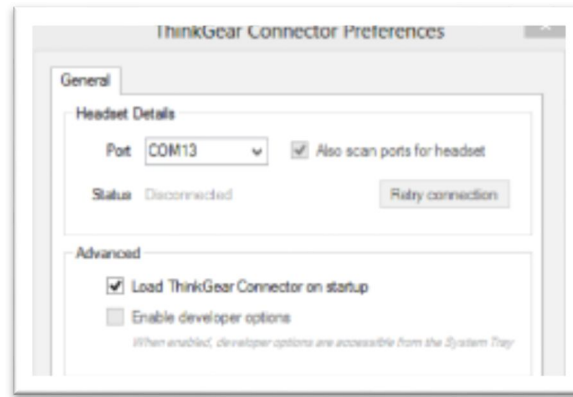 ThinkGear Connector Preferences
General
Headset Details
Port COM13 Also scan ports for headset
Status Disconnected Retry connection
Advanced
Load ThinkGear Connector on startup
Enable developer options
When enabled, developer options are accessible from the System Tray